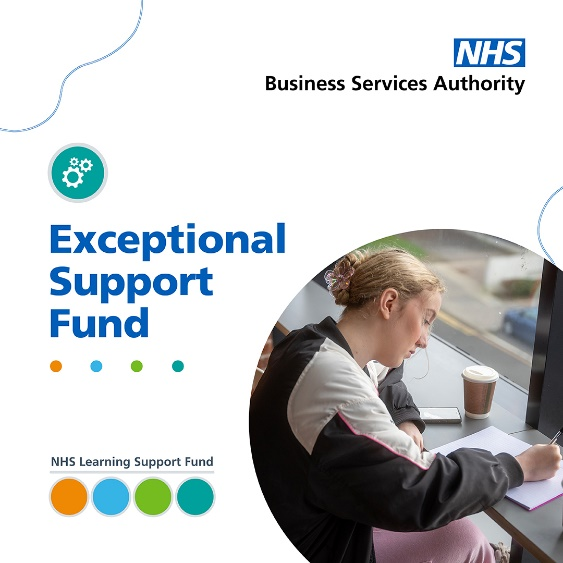 NHS
Business Services Authority
Exceptional
Support
Fund
NHS Learning Support Fund